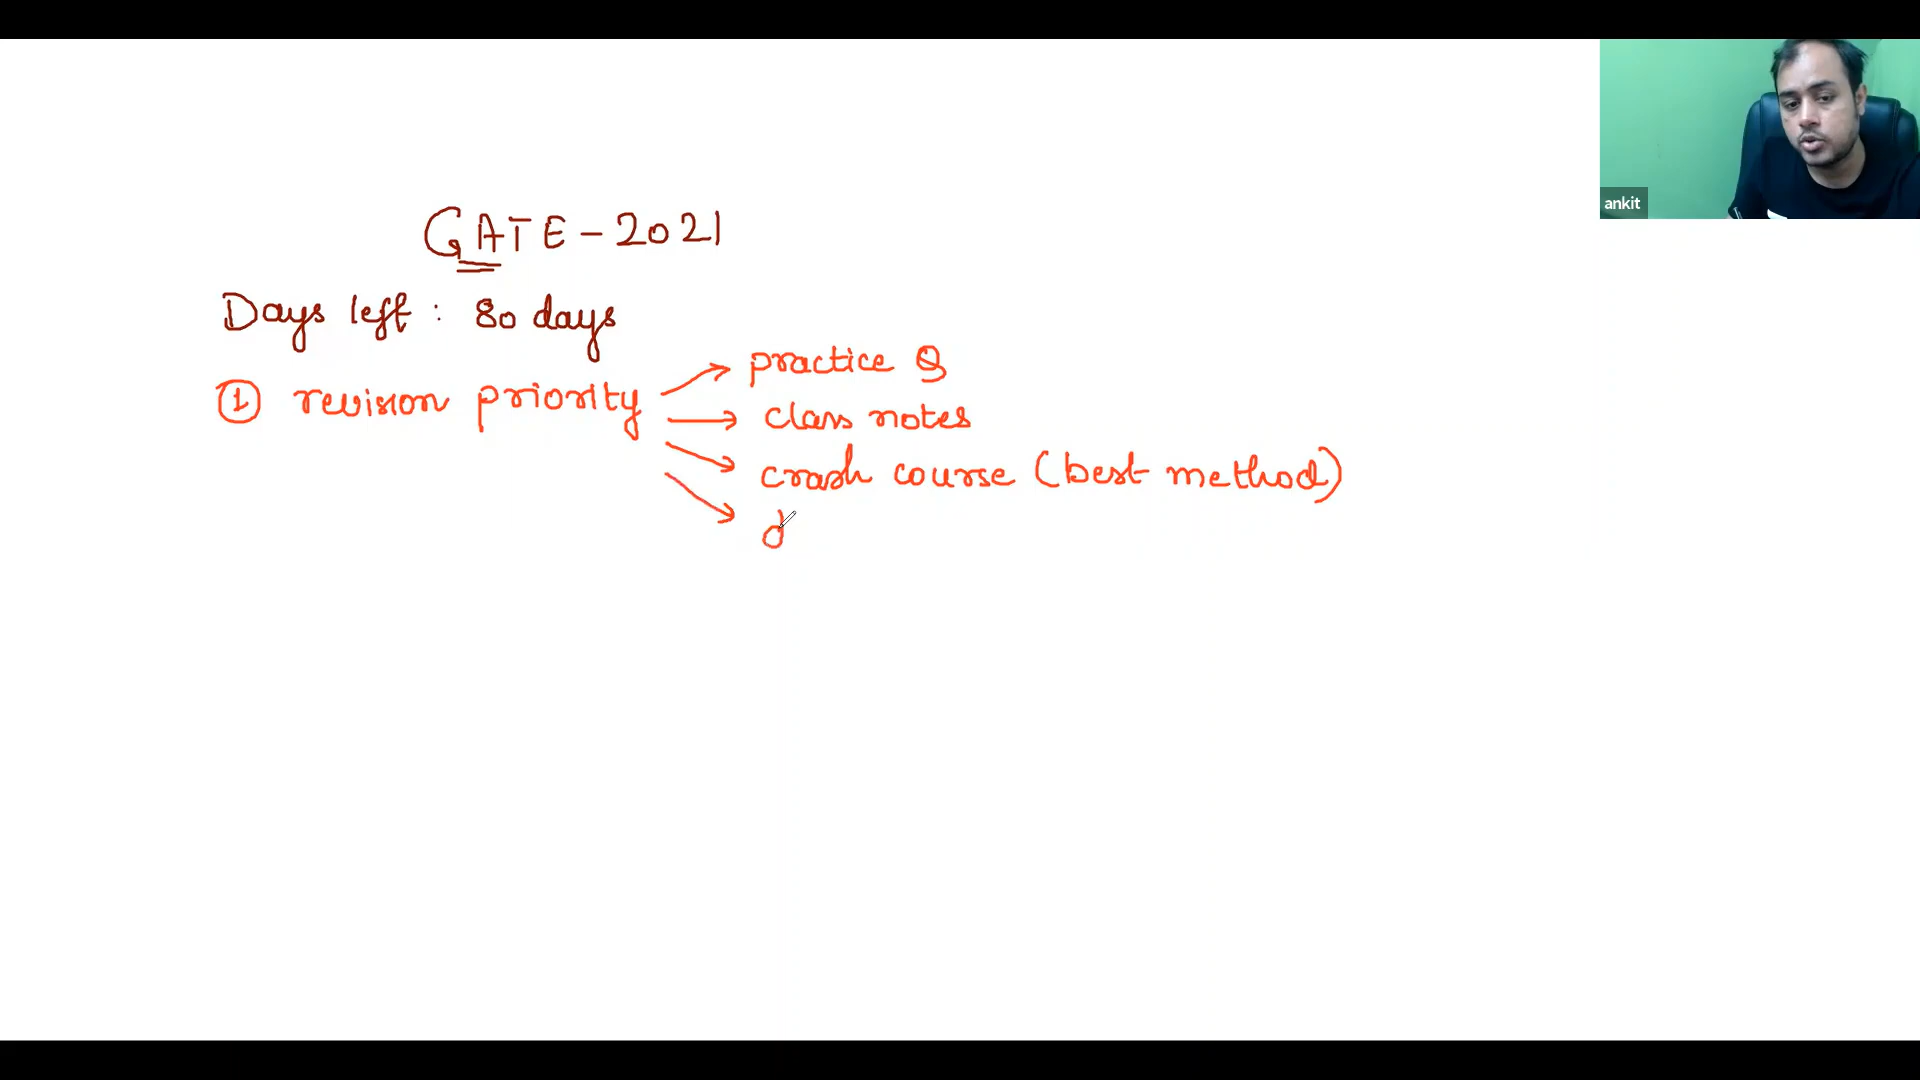 ankit
GATE - 2021
Days left : 80 days
① revision priority
practice Q
class notes
crash course (best method)
d